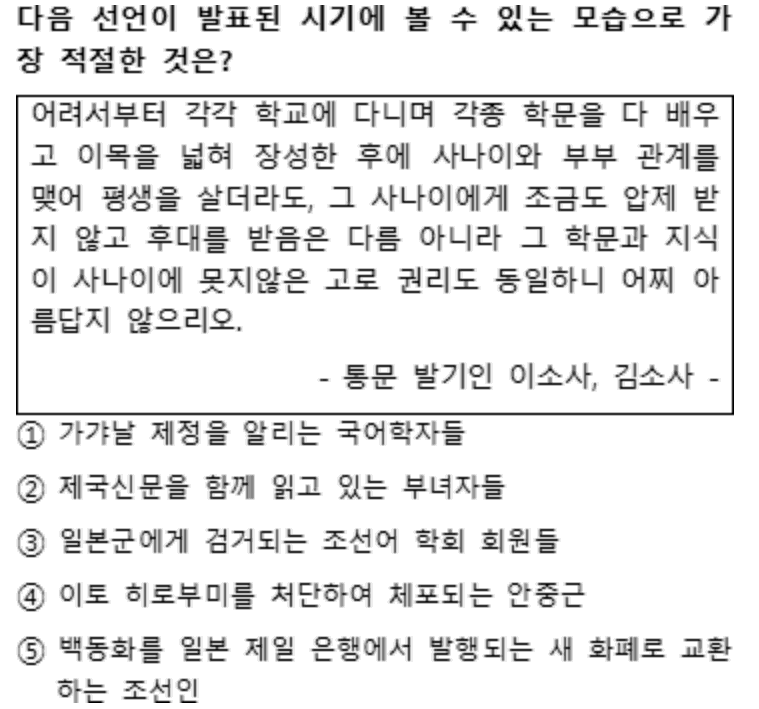 다음 선언이 발표된 시기에 볼 수 있는 모습으로 가
장 적절한 것은?
어려서부터 각각 학교에 다니며 각종 학문을 다 배우
고 이목을 넓혀 장성한 후에 사나이와 부부 관계를
맺어 평생을 살더라도, 그 사나이에게 조금도 압제 받
지 않고 후대를 받음은 다름 아니라 그 학문과 지식
이 사나이에 못지않은 고로 권리도 동일하니 어찌 아
름답지 않으리오.
- 통문 발기인 이소사, 김소사 -
① 가갸날 제정을 알리는 국어학자들
② 제국신문을 함께 읽고 있는 부녀자들
③ 일본군에게 검거되는 조선어 학회 회원들
④ 이토 히로부미를 처단하여 체포되는 안중근
⑤ 백동화를 일본 제일 은행에서 발행되는 새 화폐로 교환
하는 조선인